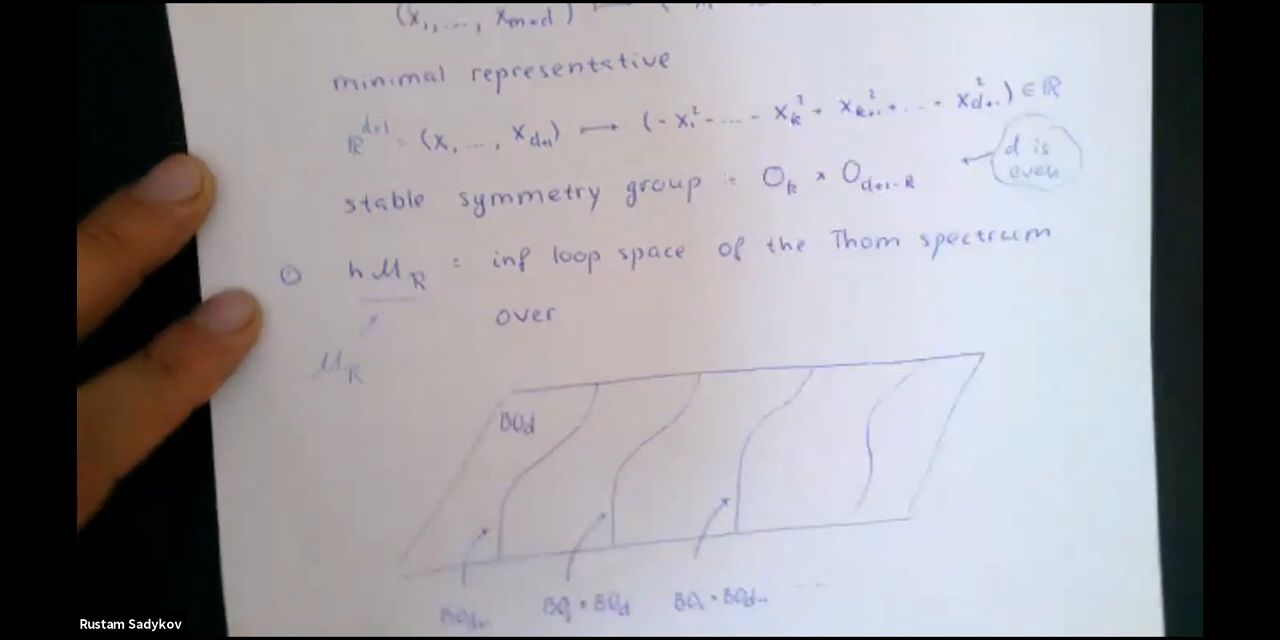 (x₁, ..., x_{m+d}) ⟼ (
minimal representative
ℝ^{d+1} = (x₁, ..., x_{d+1}) ⟼ (-x₁² - ... - x_k² + x_{k+1}² + ... + x_{d+1}²) ∈ ℝ
stable symmetry group := O_k × O_{d+1-k}
d is even
⊙ hM_R = inf loop space of the Thom spectrum
over
M_R
BO_d
BO_{d+1} BO_1 × BO_d BO_2 × BO_{d-1} ...
Rustam Sadykov